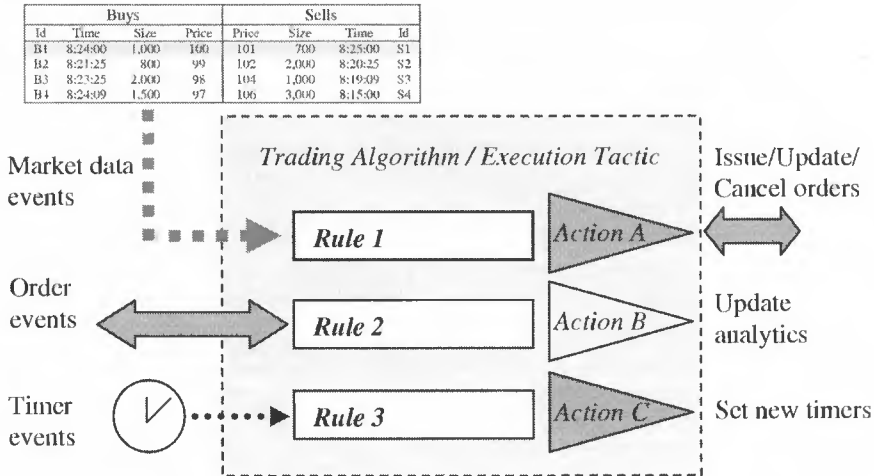 Buys Sells
Id Time Size Price Price Size Time Id
B1 8:24:00 1,000 100 101 700 8:25:00 S1
B2 8:21:25 800 99 102 2,000 8:20:25 S2
B3 8:23:25 2,000 98 104 1,000 8:19:09 S3
B4 8:24:09 1,500 97 106 3,000 8:15:00 S4
Market data
events
Trading Algorithm / Execution Tactic
Issue/Update/
Cancel orders
Rule 1
Action A
Order
events
Rule 2
Action B
Update
analytics
Timer
events
Rule 3
Action C
Set new timers